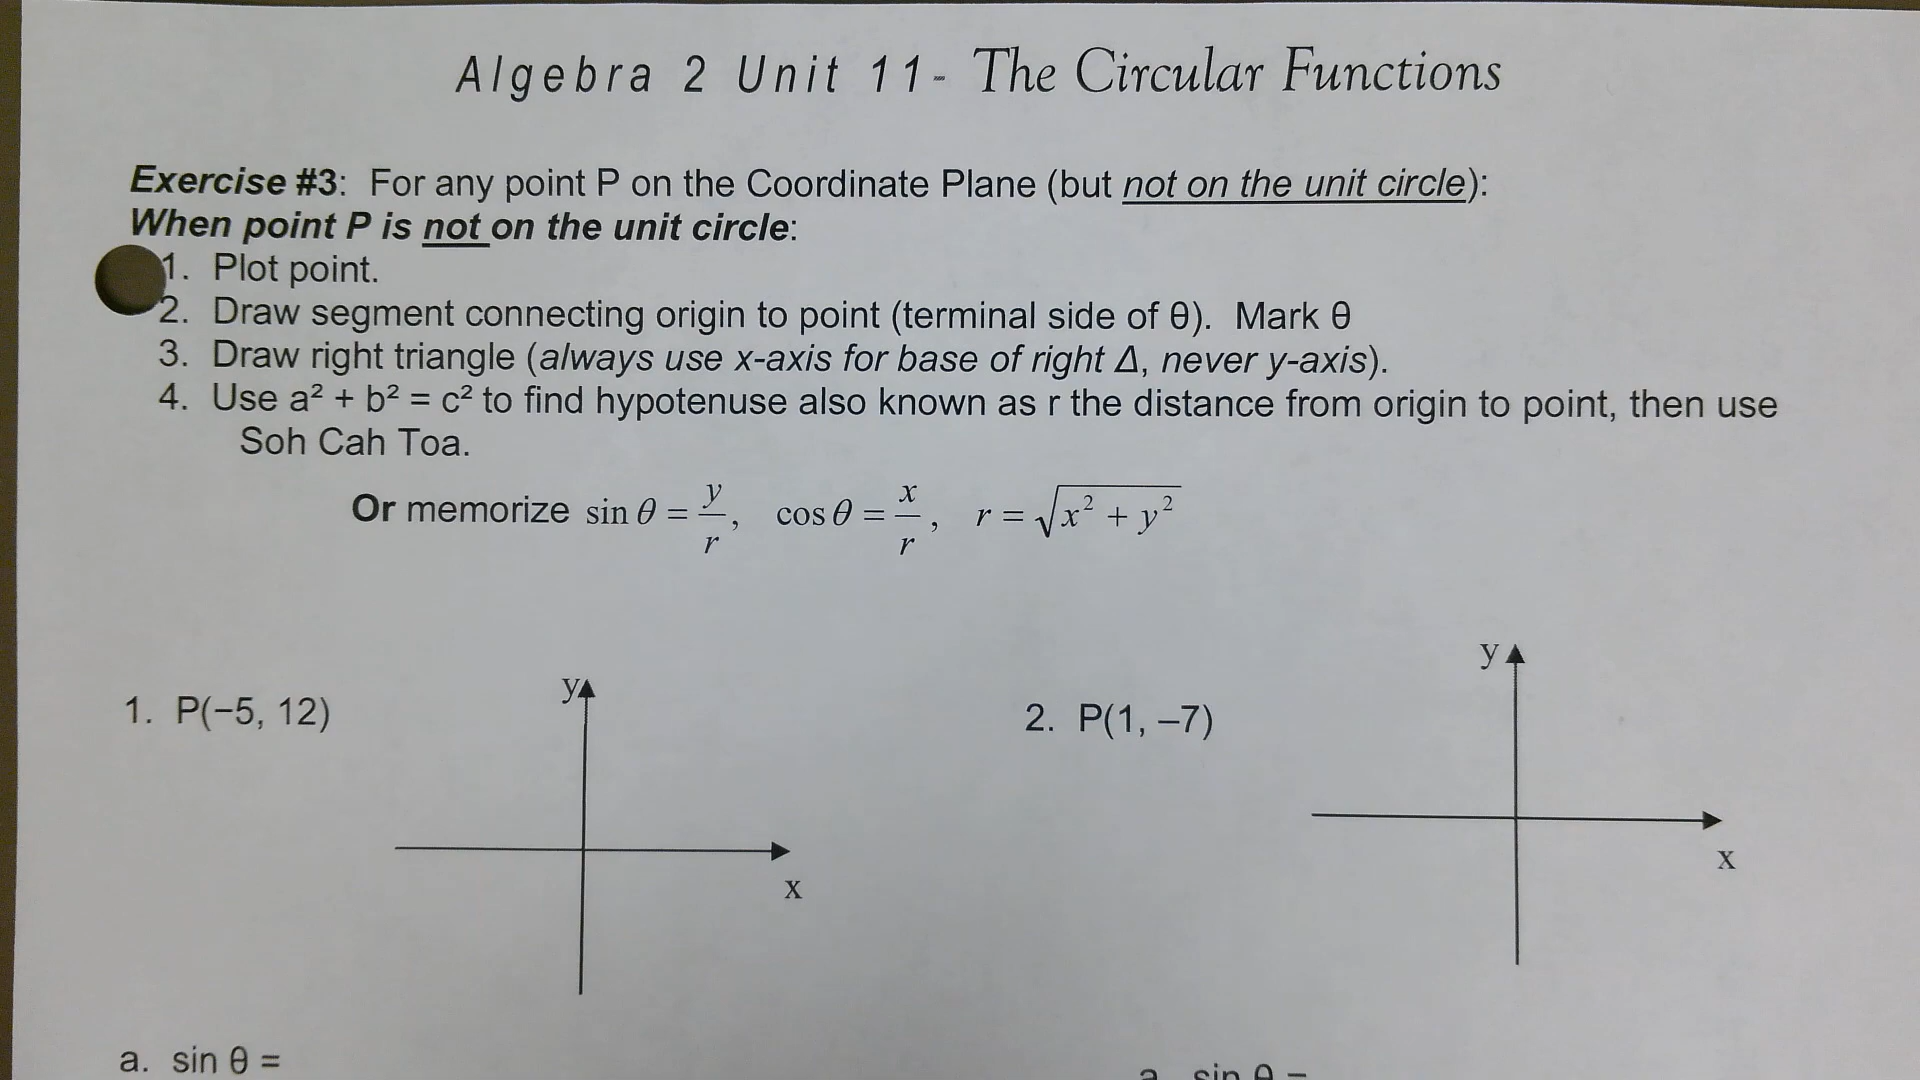 Algebra 2 Unit 11- The Circular Functions
Exercise #3: For any point P on the Coordinate Plane (but not on the unit circle):
When point P is not on the unit circle:
1. Plot point.
2. Draw segment connecting origin to point (terminal side of θ). Mark θ
3. Draw right triangle (always use x-axis for base of right Δ, never y-axis).
4. Use a² + b² = c² to find hypotenuse also known as r the distance from origin to point, then use
Soh Cah Toa.
Or memorize sin θ = y/r, cos θ = x/r, r = √(x² + y²)
1. P(−5, 12)
y
x
2. P(1, –7)
y
x
a. sin θ =
a. sin θ =